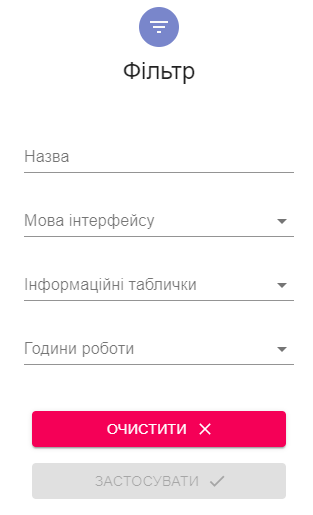 Фільтр
Назва
Мова інтерфейсу
Інформаційні таблички
Години роботи
ОЧИСТИТИ
ЗАСТОСУВАТИ